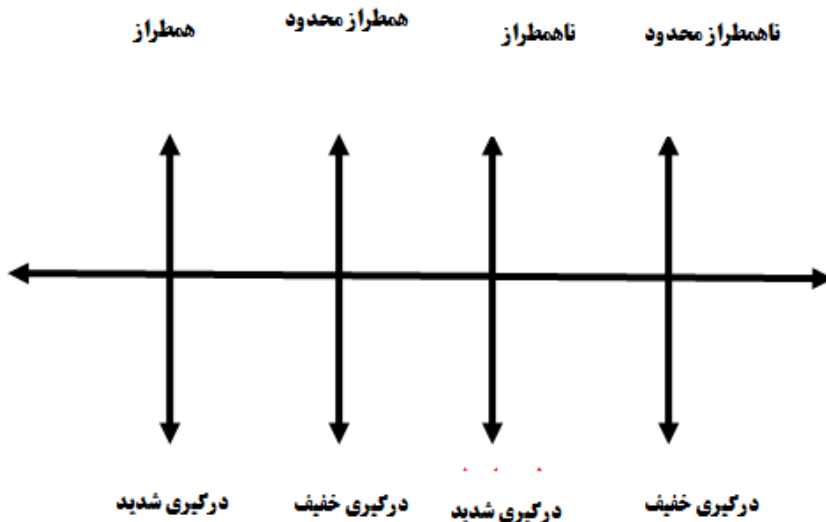 ناهمطراز محدود
ناهمطراز
همطراز محدود
همطراز
درگیری خفیف
درگیری شدید
درگیری خفیف
درگیری شدید